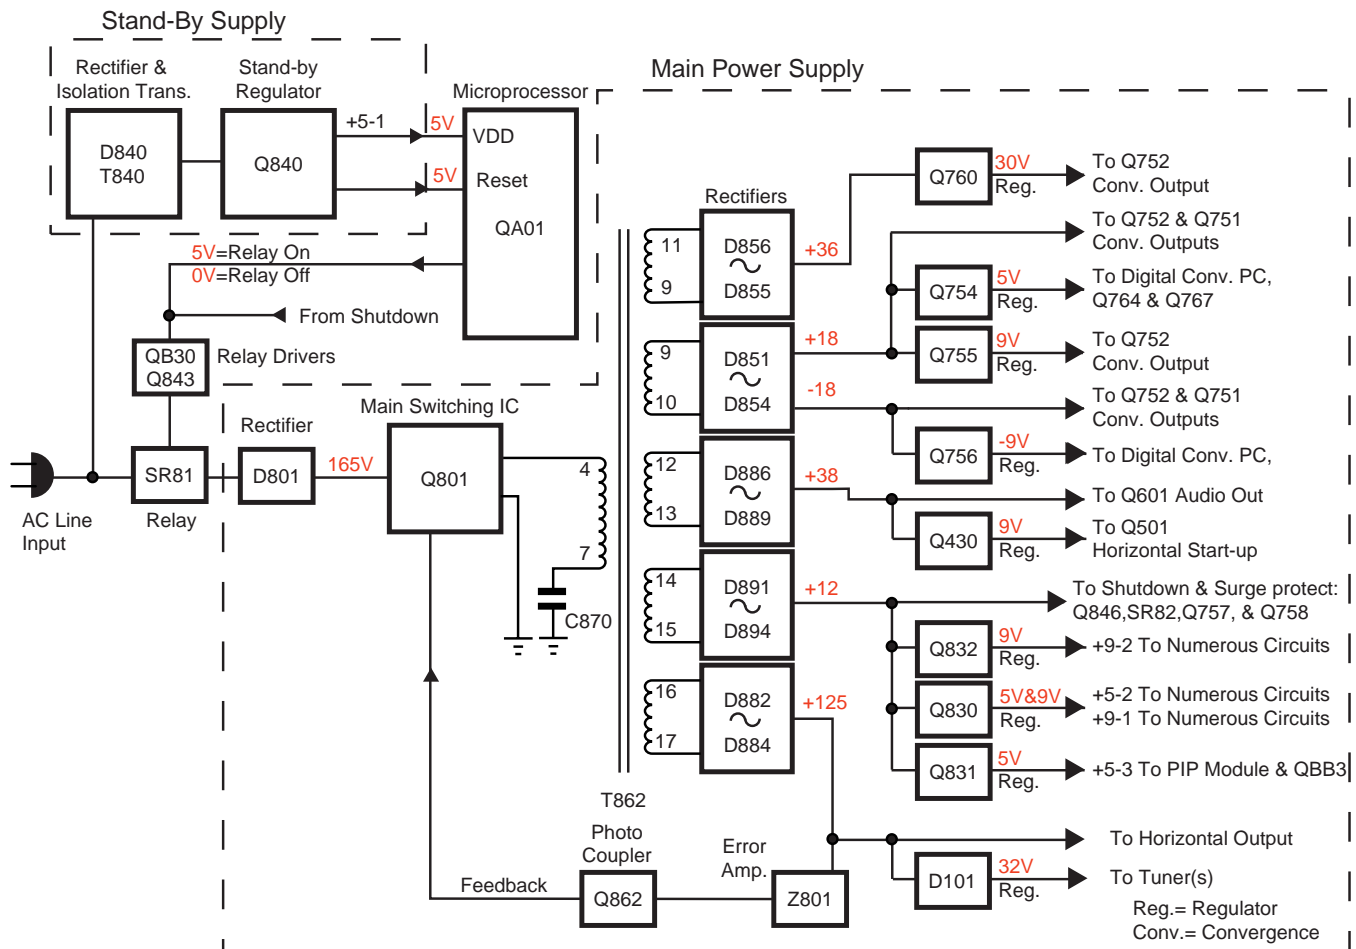 Stand-By Supply
Rectifier &
Isolation Trans.
Stand-by
Regulator
Microprocessor
Main Power Supply
D840
T840
Q840
+5-1
5V
VDD
5V
Reset
QA01
5V=Relay On
0V=Relay Off
From Shutdown
QB30
Q843
Relay Drivers
Main Switching IC
Rectifier
SR81
D801
165V
Q801
AC Line
Input
Relay
4
7
C870
T862
Rectifiers
11
9
D856
D855
+36
9
10
D851
D854
+18
-18
12
13
D886
D889
+38
14
15
D891
D894
+12
16
17
D882
D884
+125
Q760
30V
Reg.
To Q752
Conv. Output
To Q752 & Q751
Conv. Outputs
Q754
5V
Reg.
To Digital Conv. PC,
Q764 & Q767
Q755
9V
Reg.
To Q752
Conv. Output
To Q752 & Q751
Conv. Outputs
Q756
-9V
Reg.
To Digital Conv. PC,
To Q601 Audio Out
Q430
9V
Reg.
To Q501
Horizontal Start-up
To Shutdown & Surge protect:
Q846,SR82,Q757, & Q758
Q832
9V
Reg.
+9-2 To Numerous Circuits
Q830
5V&9V
Reg.
+5-2 To Numerous Circuits
+9-1 To Numerous Circuits
Q831
5V
Reg.
+5-3 To PIP Module & QBB3
To Horizontal Output
D101
32V
Reg.
To Tuner(s)
Photo
Coupler
Error
Amp.
Feedback
Q862
Z801
Reg.= Regulator
Conv.= Convergence